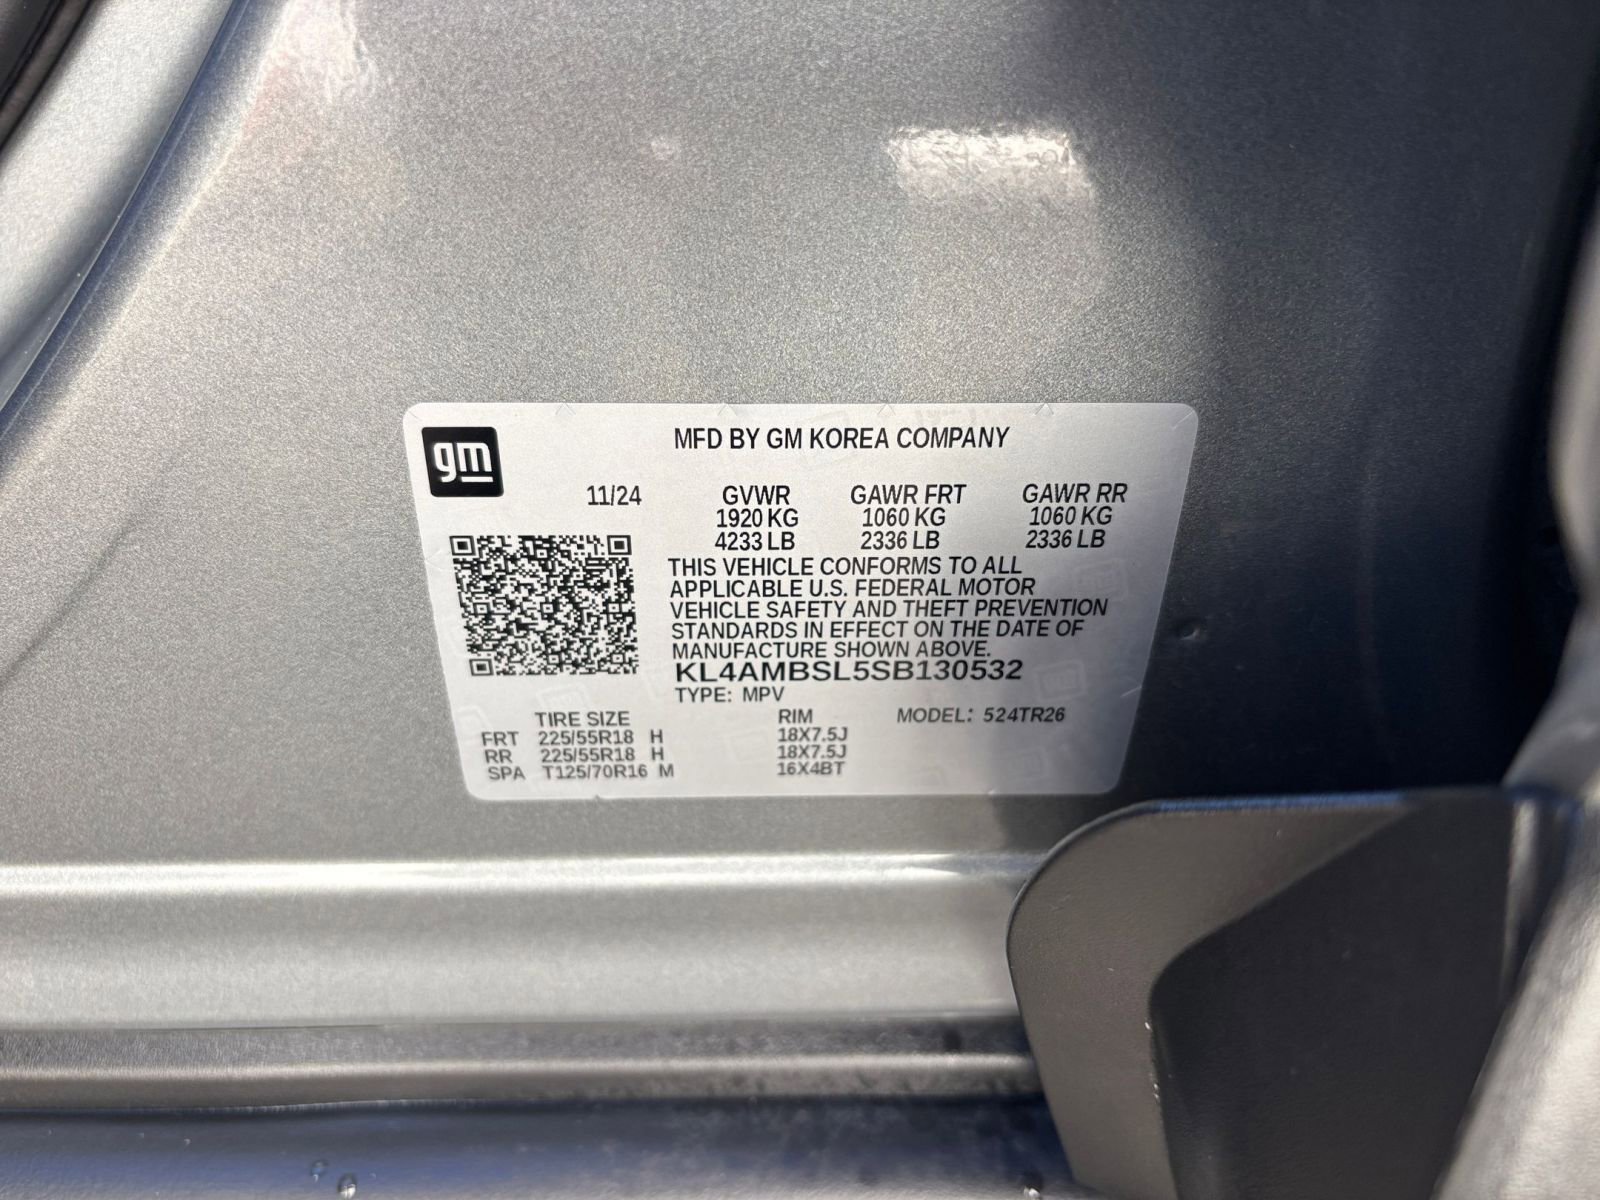 gm
MFD BY GM KOREA COMPANY
11/24 GVWR GAWR FRT GAWR RR
1920 KG 1060 KG 1060 KG
4233 LB 2336 LB 2336 LB
THIS VEHICLE CONFORMS TO ALL
APPLICABLE U.S. FEDERAL MOTOR
VEHICLE SAFETY AND THEFT PREVENTION
STANDARDS IN EFFECT ON THE DATE OF
MANUFACTURE SHOWN ABOVE.
KL4AMBSL5SB130532
TYPE: MPV
TIRE SIZE RIM MODEL: 524TR26
FRT 225/55R18 H 18X7.5J
RR 225/55R18 H 18X7.5J
SPA T125/70R16 M 16X4BT